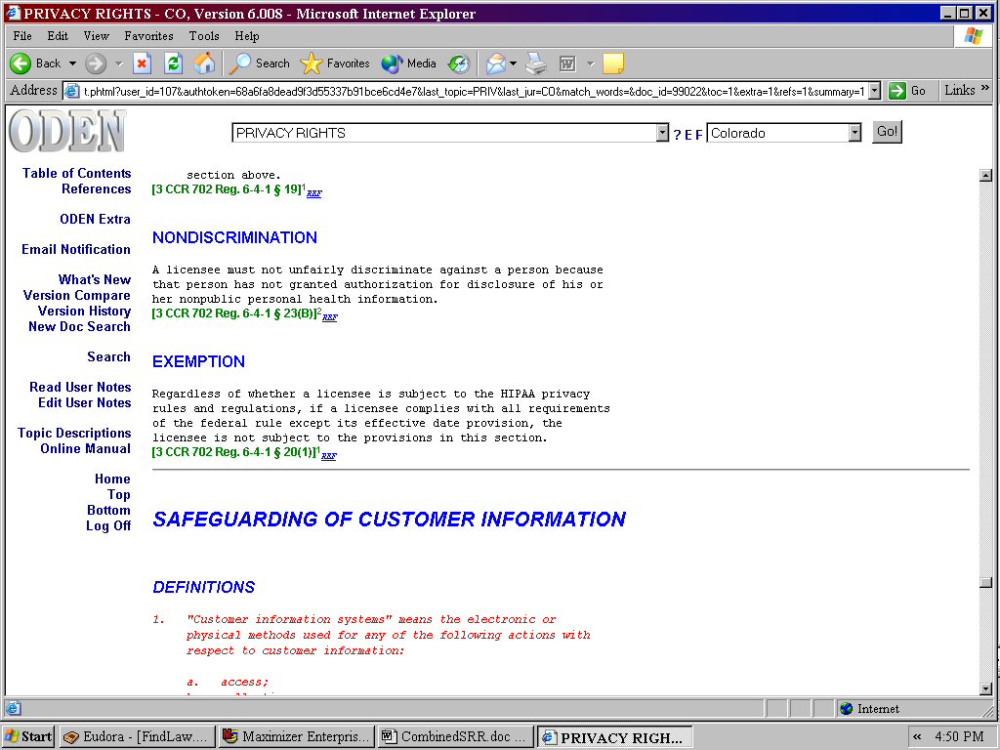 PRIVACY RIGHTS - CO, Version 6.008 - Microsoft Internet Explorer
File Edit View Favorites Tools Help
Back Search Favorites Media
Address t.phtml?user_id=107&authtoken=68a6fa8dead9f3d55337b91bce6cd4e7&last_topic=PRIV&last_jur=CO&match_words=&doc_id=99022&toc=1&extra=1&refs=1&summary=1 Go Links »
ODEN
PRIVACY RIGHTS ? E F Colorado Go!
Table of Contents
References
ODEN Extra
Email Notification
What's New
Version Compare
Version History
New Doc Search
Search
Read User Notes
Edit User Notes
Topic Descriptions
Online Manual
Home
Top
Bottom
Log Off
section above.
[3 CCR 702 Reg. 6-4-1 § 19]1 REF
NONDISCRIMINATION
A licensee must not unfairly discriminate against a person because
that person has not granted authorization for disclosure of his or
her nonpublic personal health information.
[3 CCR 702 Reg. 6-4-1 § 23(B)]2 REF
EXEMPTION
Regardless of whether a licensee is subject to the HIPAA privacy
rules and regulations, if a licensee complies with all requirements
of the federal rule except its effective date provision, the
licensee is not subject to the provisions in this section.
[3 CCR 702 Reg. 6-4-1 § 20(1)]1 REF
SAFEGUARDING OF CUSTOMER INFORMATION
DEFINITIONS
1. "Customer information systems" means the electronic or
physical methods used for any of the following actions with
respect to customer information:
a. access;
Internet
Start Eudora - [FindLaw.... Maximizer Enterpris... CombinedSRR.doc ... PRIVACY RIGH... « 4:50 PM